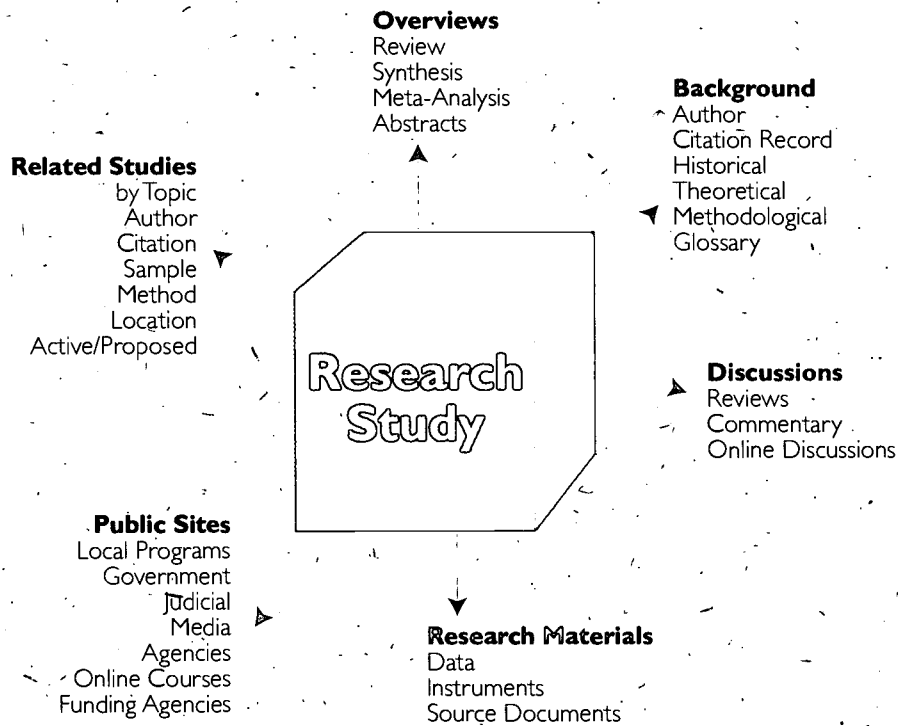 Overviews
Review
Synthesis
Meta-Analysis
Abstracts
Background
Author
Citation Record
Historical
Theoretical
Methodological
Glossary
Related Studies
by Topic
Author
Citation
Sample
Method
Location
Active/Proposed
Research
Study
Discussions
Reviews
Commentary
Online Discussions
Public Sites
Local Programs
Government
Judicial
Media
Agencies
Online Courses
Funding Agencies
Research Materials
Data
Instruments
Source Documents